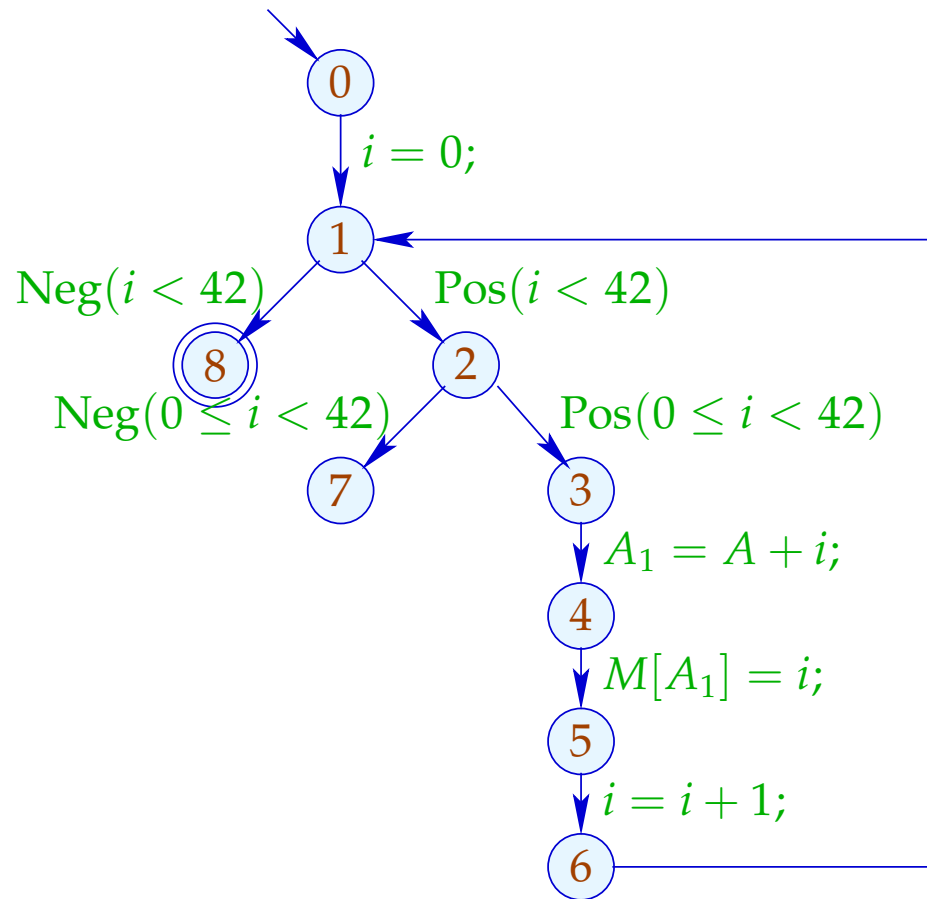 0
i = 0;
1
Neg(i < 42) Pos(i < 42)
8 2
Neg(0 ≤ i < 42) Pos(0 ≤ i < 42)
7 3
A₁ = A + i;
4
M[A₁] = i;
5
i = i + 1;
6